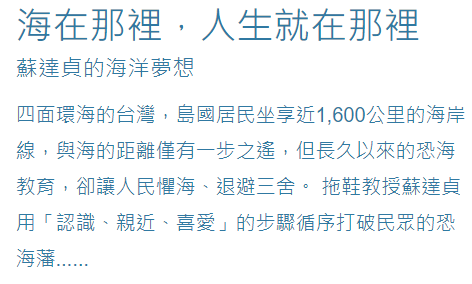 海在那裡，人生就在那裡
蘇達貞的海洋夢想
四面環海的台灣，島國居民坐享近1,600公里的海岸
線，與海的距離僅有一步之遙，但長久以來的恐海
教育，卻讓人民懼海、退避三舍。 拖鞋教授蘇達貞
用「認識、親近、喜愛」的步驟循序打破民眾的恐
海藩......